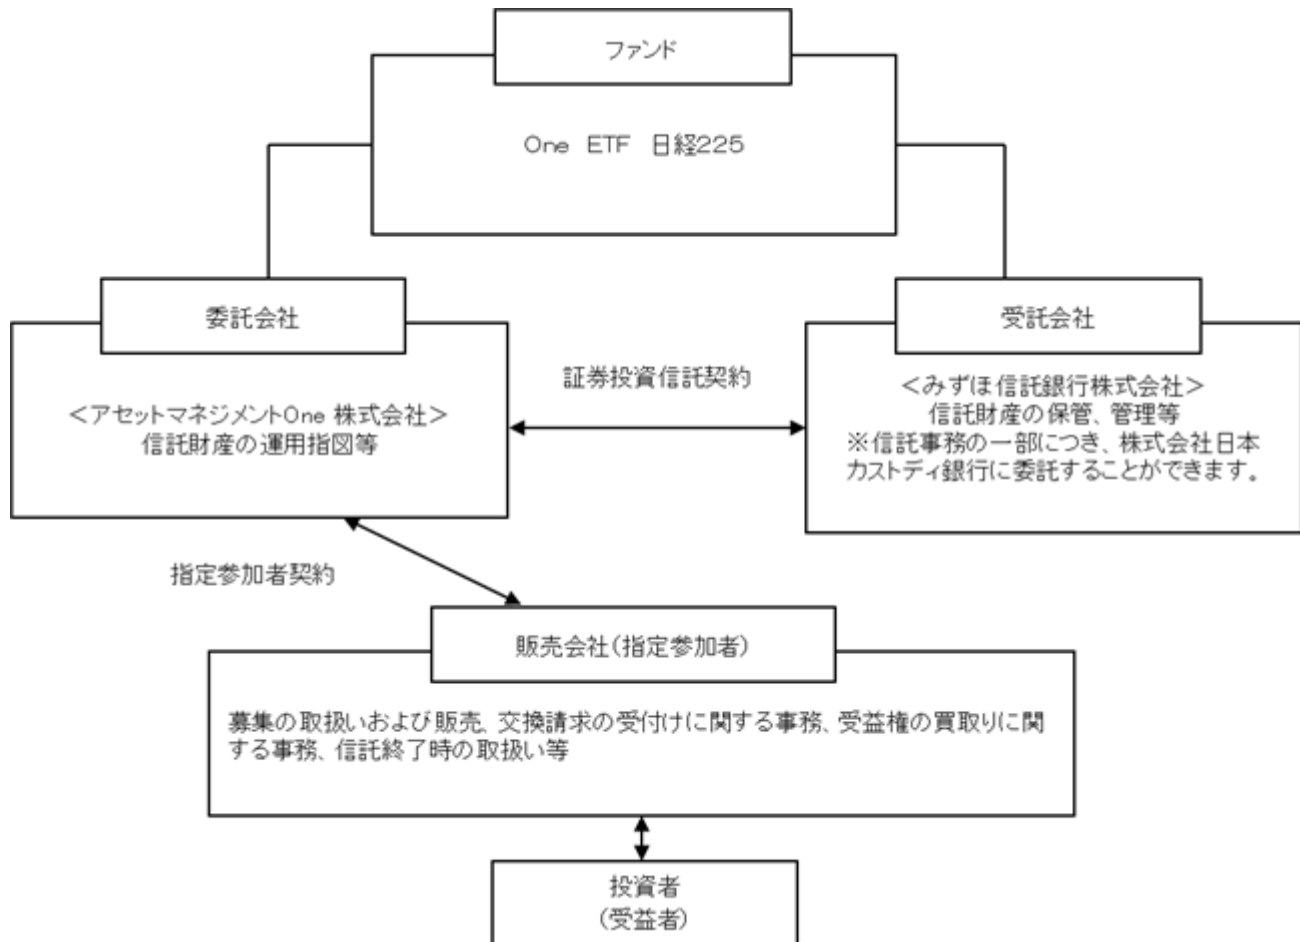 ファンド
One ETF 日経225
委託会社
＜アセットマネジメントOne 株式会社＞
信託財産の運用指図等
証券投資信託契約
受託会社
＜みずほ信託銀行株式会社＞
信託財産の保管、管理等
※信託事務の一部につき、株式会社日本
カストディ銀行に委託することができます。
指定参加者契約
販売会社(指定参加者)
募集の取扱いおよび販売、交換請求の受付けに関する事務、受益権の買取りに関
する事務、信託終了時の取扱い等
投資者
(受益者)